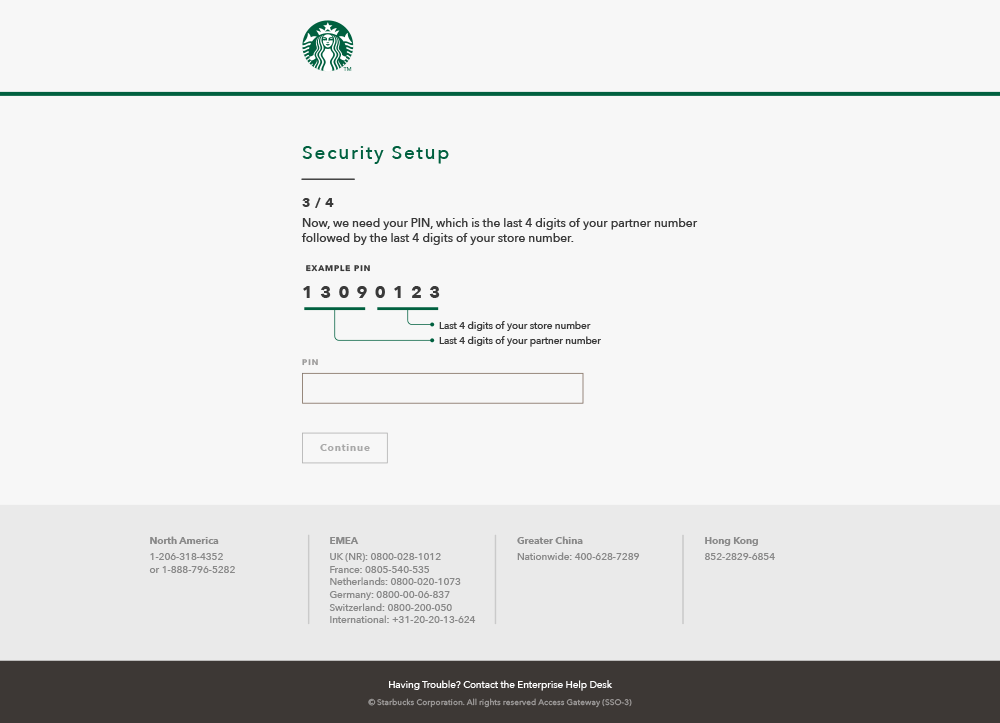 TM
Security Setup
3 / 4
Now, we need your PIN, which is the last 4 digits of your partner number
followed by the last 4 digits of your store number.
EXAMPLE PIN
1 3 0 9 0 1 2 3
Last 4 digits of your store number
Last 4 digits of your partner number
PIN
Continue
North America
1-206-318-4352
or 1-888-796-5282
EMEA
UK (NR): 0800-028-1012
France: 0805-540-535
Netherlands: 0800-020-1073
Germany: 0800-00-06-837
Switzerland: 0800-200-050
International: +31-20-20-13-624
Greater China
Nationwide: 400-628-7289
Hong Kong
852-2829-6854
Having Trouble? Contact the Enterprise Help Desk
© Starbucks Corporation. All rights reserved Access Gateway (SSO-3)